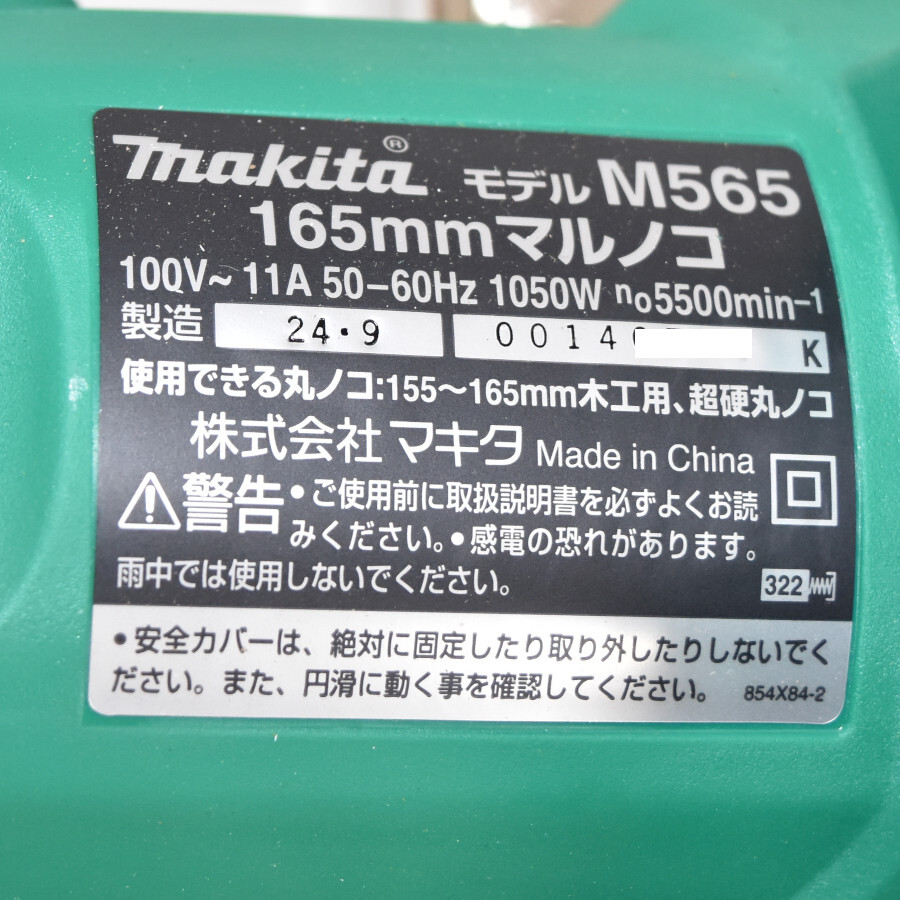 makita® モデル M565
165mmマルノコ
100V~ 11A 50-60Hz 1050W no5500min-1
製造 24・9 0014 K
使用できる丸ノコ:155~165mm木工用、超硬丸ノコ
株式会社 マキタ Made in China
⚠警告 •ご使用前に取扱説明書を必ずよくお読
みください。•感電の恐れがあります。
雨中では使用しないでください。 322
•安全カバーは、絶対に固定したり取り外したりしないでく
ださい。また、円滑に動く事を確認してください。 854X84-2